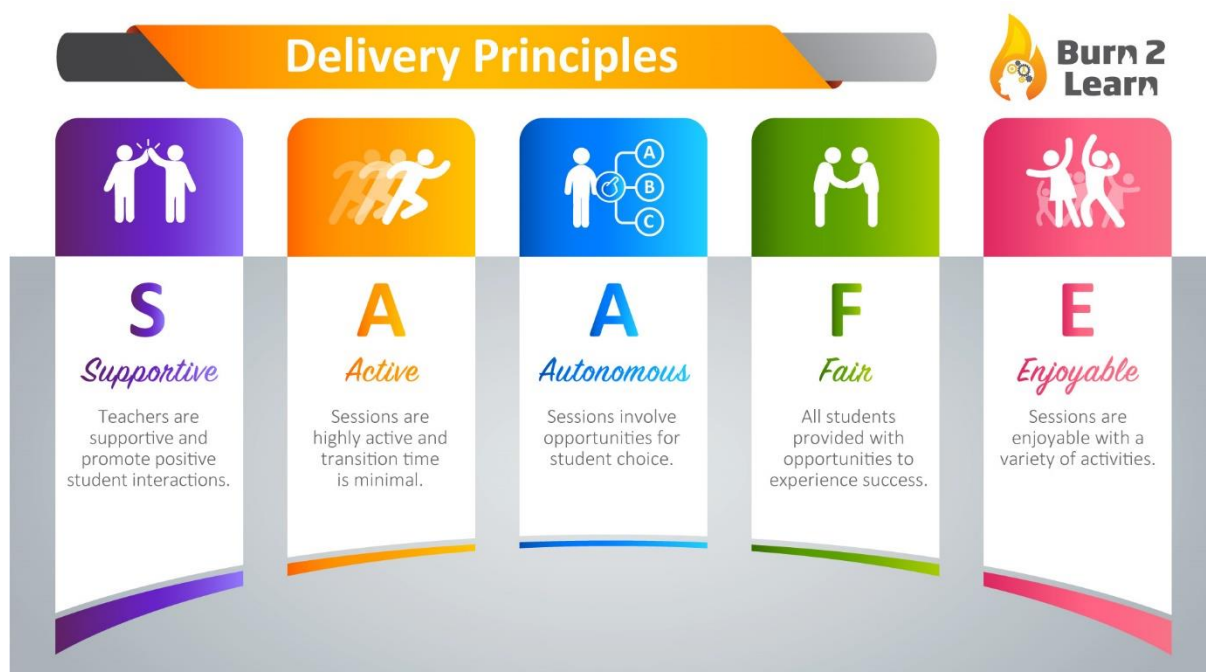 Delivery Principles
Burn 2
Learn
A
B
C
S
Supportive
Teachers are
supportive and
promote positive
student interactions.
A
Active
Sessions are
highly active and
transition time
is minimal.
A
Autonomous
Sessions involve
opportunities for
student choice.
F
Fair
All students
provided with
opportunities to
experience success.
E
Enjoyable
Sessions are
enjoyable with a
variety of activities.